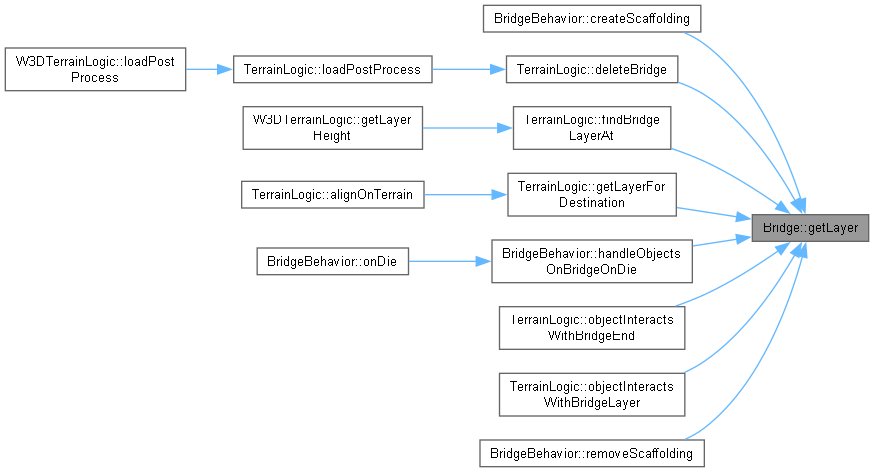 BridgeBehavior::createScaffolding
W3DTerrainLogic::loadPost
Process
TerrainLogic::loadPostProcess
TerrainLogic::deleteBridge
W3DTerrainLogic::getLayer
Height
TerrainLogic::findBridge
LayerAt
TerrainLogic::alignOnTerrain
TerrainLogic::getLayerFor
Destination
Bridge::getLayer
BridgeBehavior::onDie
BridgeBehavior::handleObjects
OnBridgeOnDie
TerrainLogic::objectInteracts
WithBridgeEnd
TerrainLogic::objectInteracts
WithBridgeLayer
BridgeBehavior::removeScaffolding